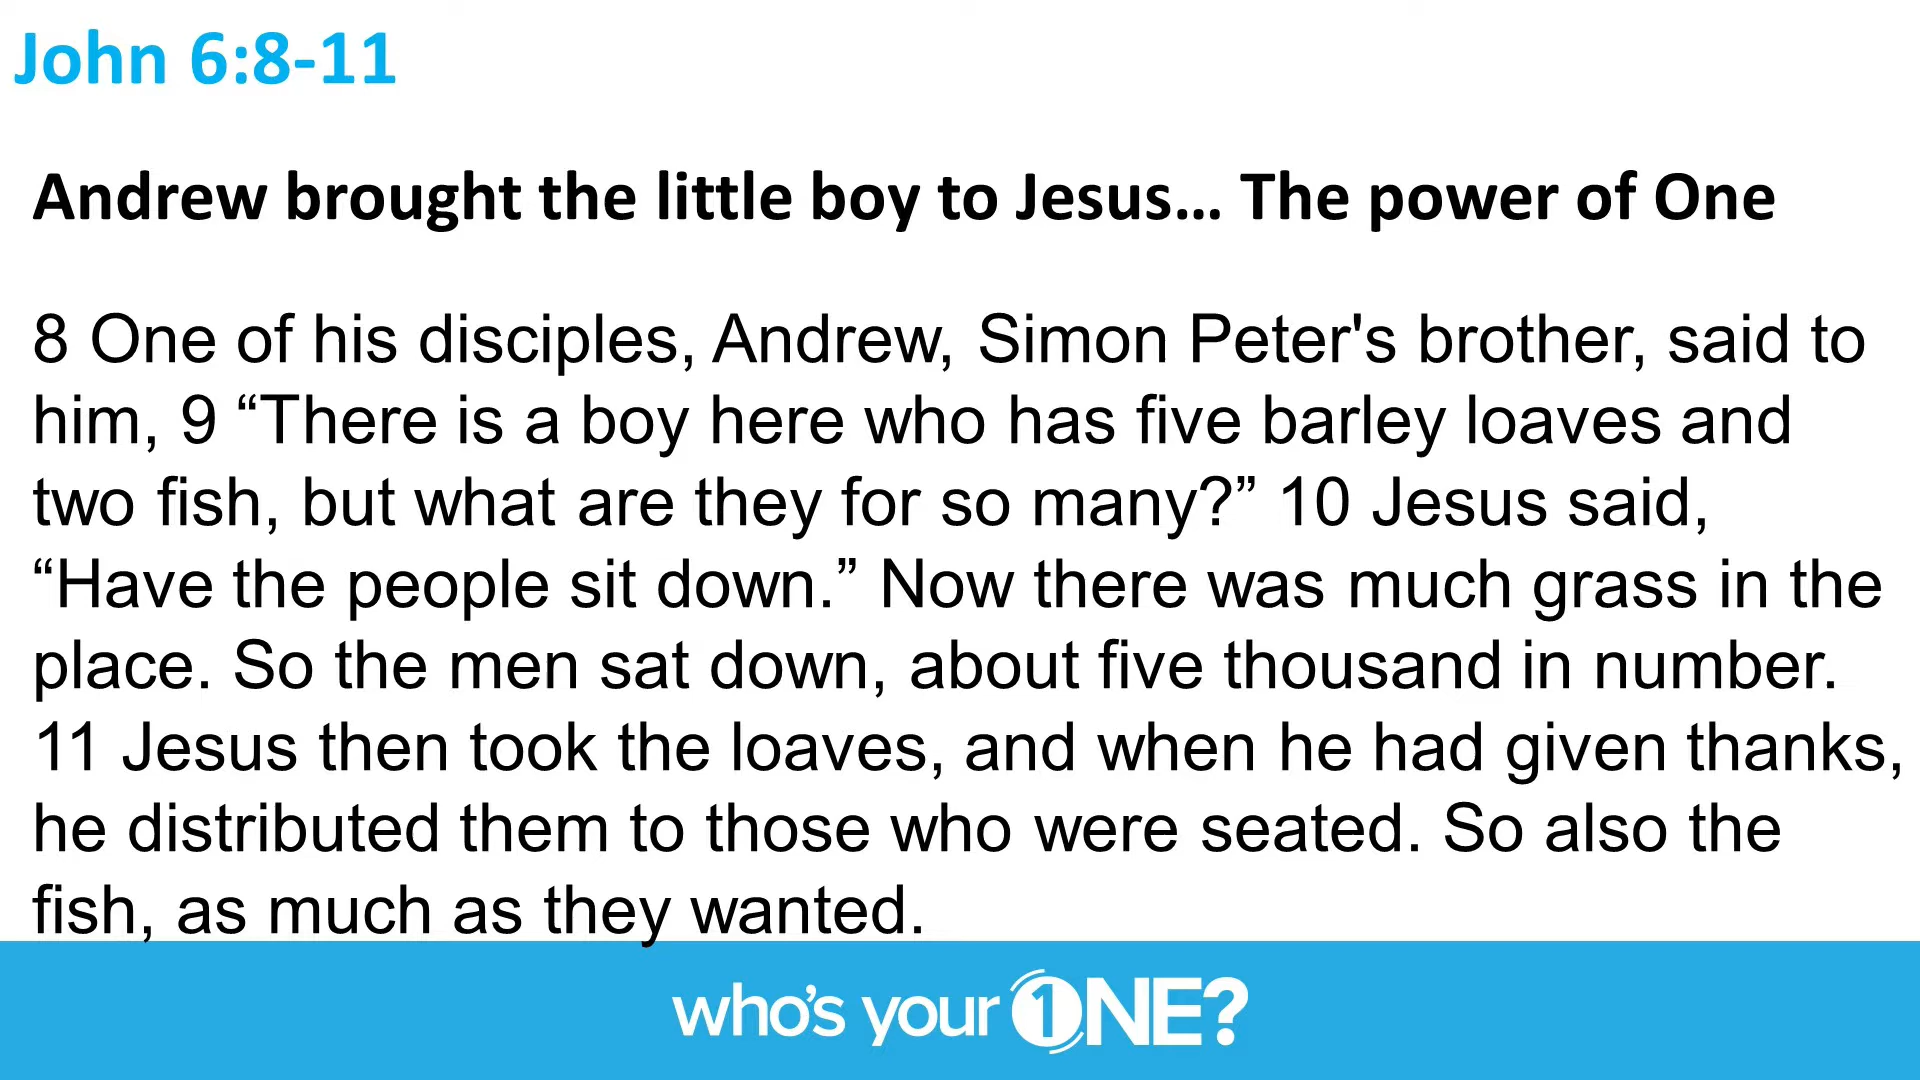 John 6:8-11
Andrew brought the little boy to Jesus… The power of One
8 One of his disciples, Andrew, Simon Peter's brother, said to
him, 9 “There is a boy here who has five barley loaves and
two fish, but what are they for so many?” 10 Jesus said,
“Have the people sit down.” Now there was much grass in the
place. So the men sat down, about five thousand in number.
11 Jesus then took the loaves, and when he had given thanks,
he distributed them to those who were seated. So also the
fish, as much as they wanted.
who's your 1NE?